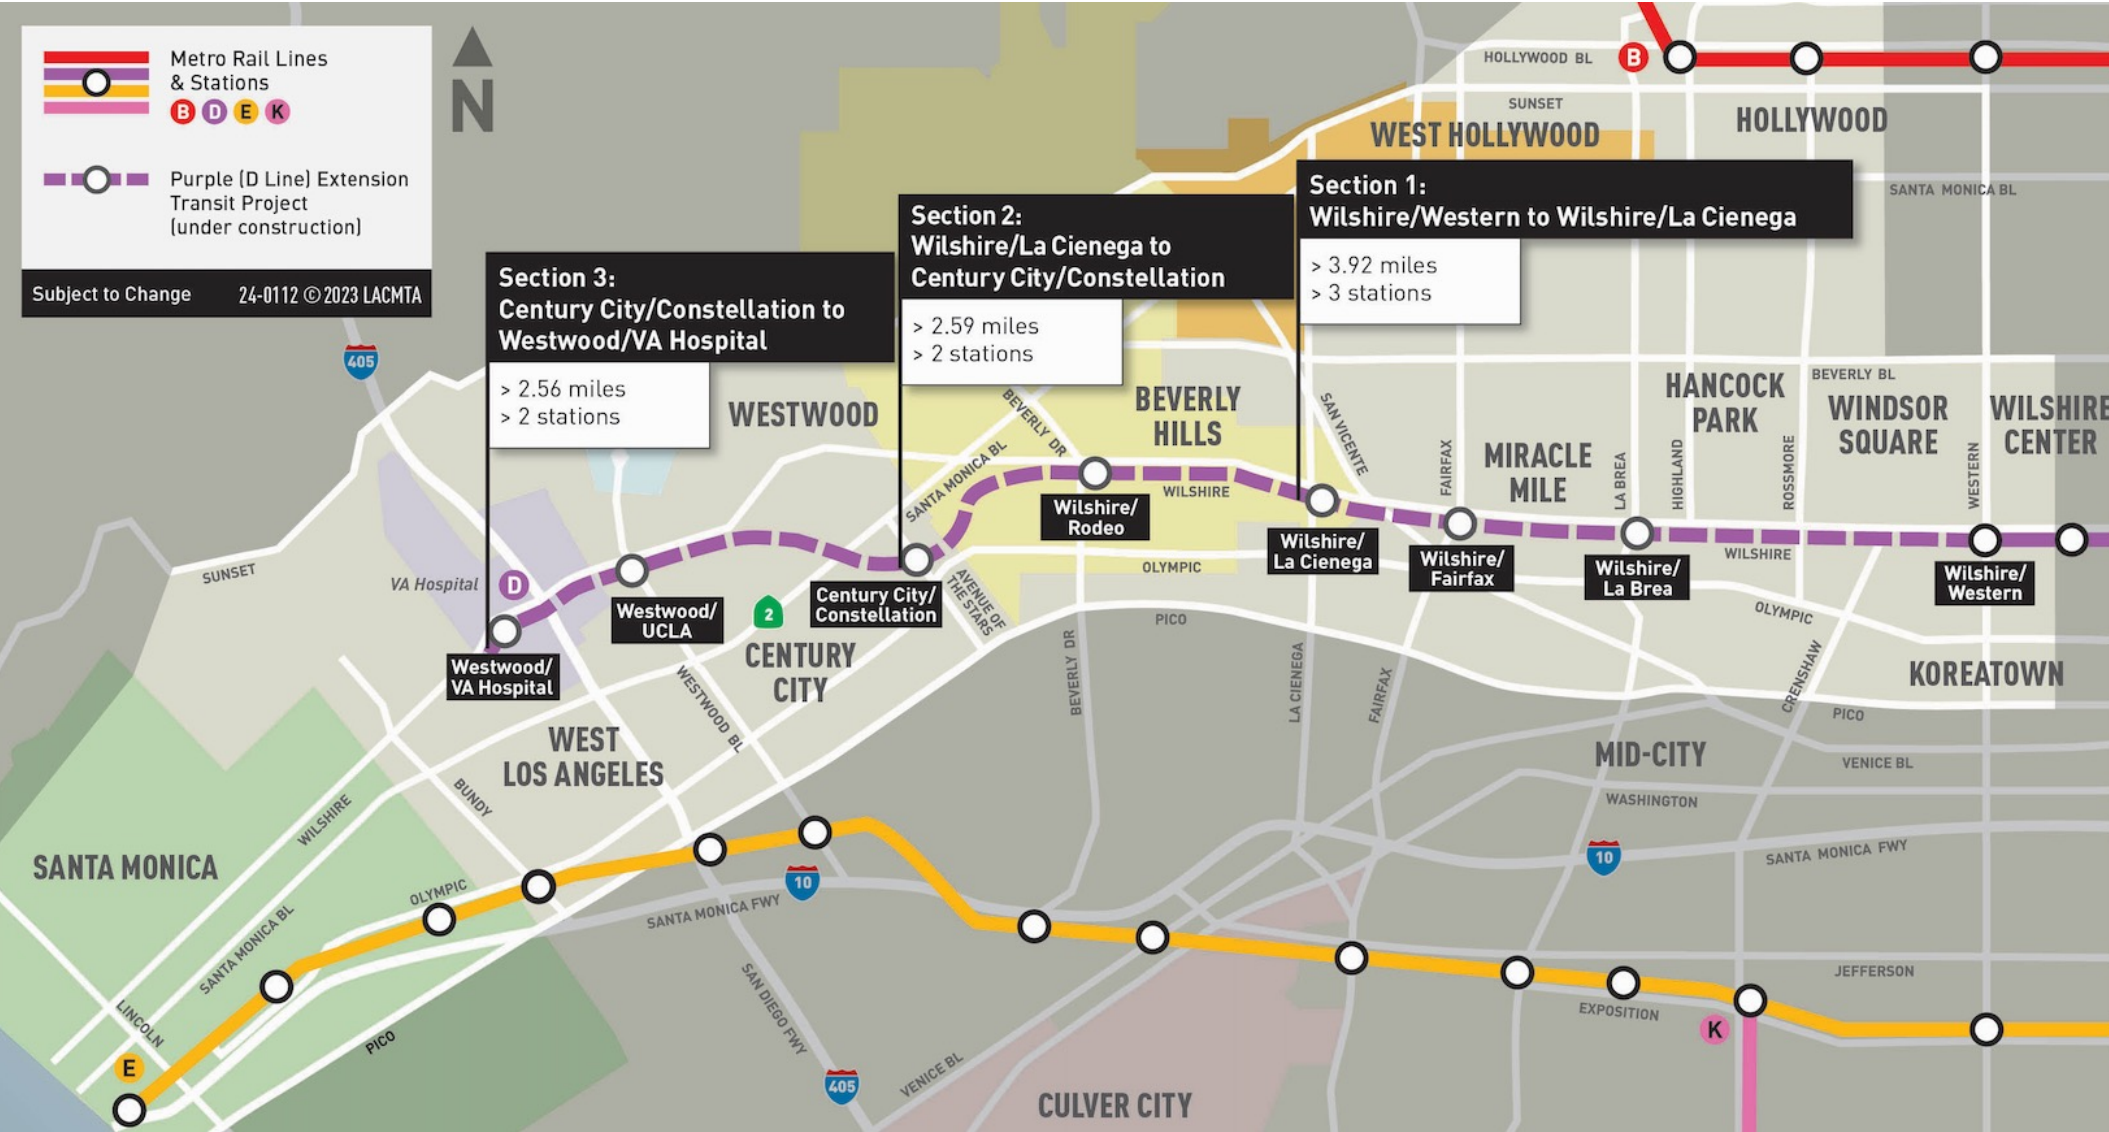 Metro Rail Lines
& Stations
B D E K
Purple (D Line) Extension
Transit Project
(under construction)
Subject to Change 24-0112 © 2023 LACMTA
N
Section 3:
Century City/Constellation to
Westwood/VA Hospital
> 2.56 miles
> 2 stations
Section 2:
Wilshire/La Cienega to
Century City/Constellation
> 2.59 miles
> 2 stations
Section 1:
Wilshire/Western to Wilshire/La Cienega
> 3.92 miles
> 3 stations
HOLLYWOOD BL
B
SUNSET
WEST HOLLYWOOD
HOLLYWOOD
SANTA MONICA BL
405
WESTWOOD
BEVERLY DR
BEVERLY
HILLS
SAN VICENTE
FAIRFAX
MIRACLE
MILE
LA BREA
HIGHLAND
HANCOCK
PARK
BEVERLY BL
ROSSMORE
WINDSOR
SQUARE
WESTERN
WILSHIRE
CENTER
SANTA MONICA BL
WILSHIRE
Wilshire/
Rodeo
Wilshire/
La Cienega
Wilshire/
Fairfax
Wilshire/
La Brea
WILSHIRE
Wilshire/
Western
SUNSET
VA Hospital
D
Westwood/
VA Hospital
Westwood/
UCLA
2
Century City/
Constellation
AVENUE OF
THE STARS
OLYMPIC
PICO
OLYMPIC
CENTURY
CITY
WESTWOOD BL
BEVERLY DR
LA CIENEGA
FAIRFAX
CRENSHAW
KOREATOWN
PICO
WEST
LOS ANGELES
BUNDY
WILSHIRE
MID-CITY
VENICE BL
WASHINGTON
10
SANTA MONICA FWY
SANTA MONICA
OLYMPIC
SANTA MONICA BL
10
SANTA MONICA FWY
SAN DIEGO FWY
JEFFERSON
EXPOSITION
K
LINCOLN
PICO
E
405
VENICE BL
CULVER CITY